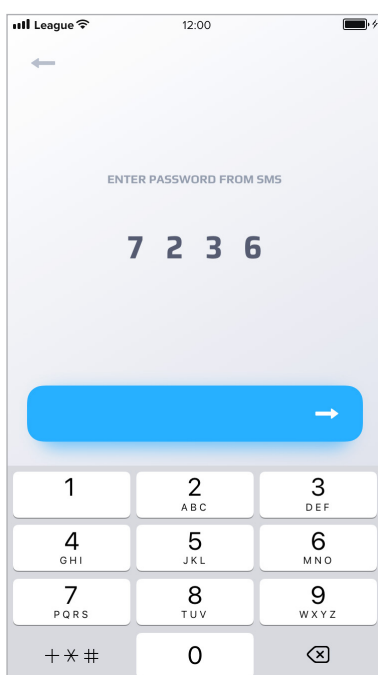 League 12:00
ENTER PASSWORD FROM SMS
7 2 3 6
1 2 3
ABC DEF
4 5 6
GHI JKL MNO
7 8 9
PQRS TUV WXYZ
+*# 0